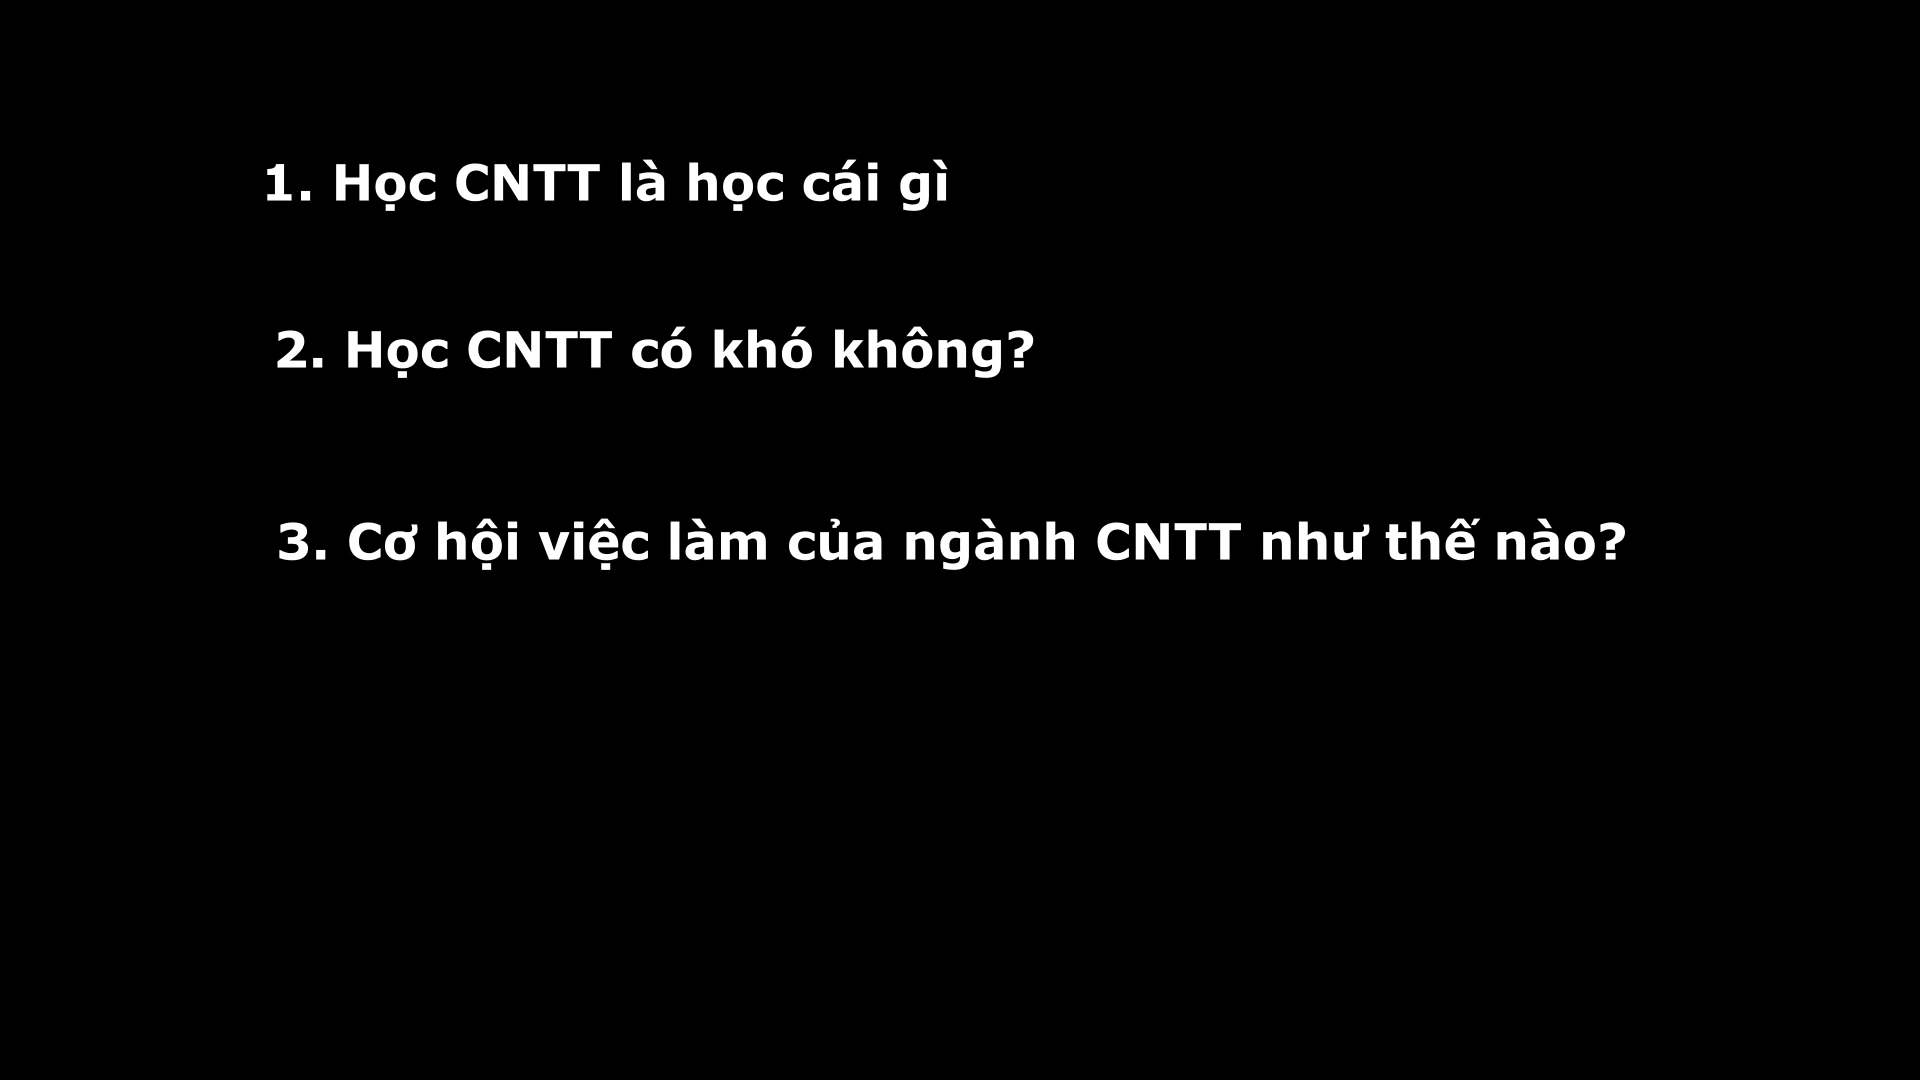 1. Học CNTT là học cái gì
2. Học CNTT có khó không?
3. Cơ hội việc làm của ngành CNTT như thế nào?